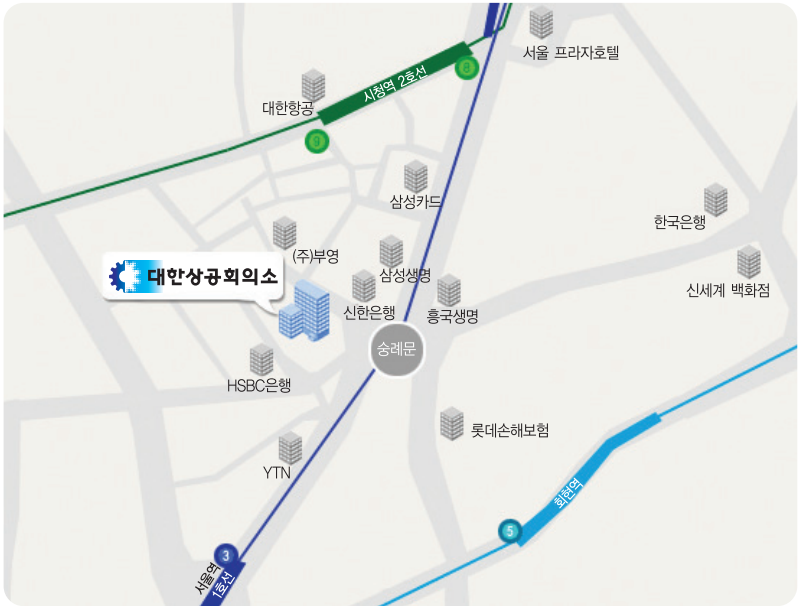 서울 프라자호텔
시청역 2호선
8
대한항공
9
삼성카드
한국은행
(주)부영
삼성생명
대한상공회의소
신세계 백화점
신한은행
흥국생명
숭례문
HSBC은행
롯데손해보험
YTN
회현역
5
3
서울역
1호선